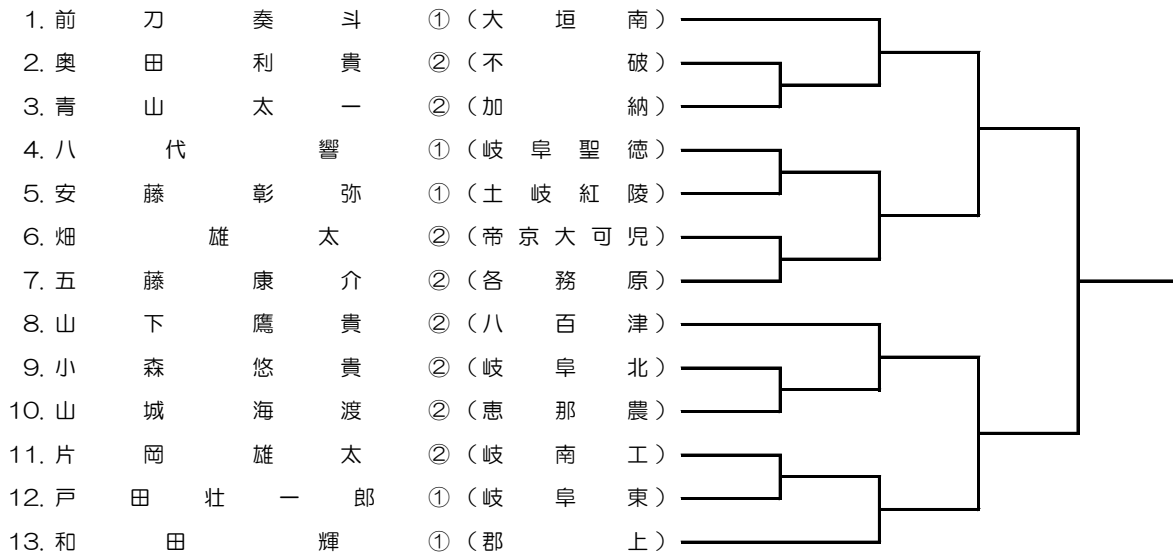 1. 前刀奏斗 ① (大垣南)
2. 奥田利貴 ② (不破)
3. 青山太一 ② (加納)
4. 八代響 ① (岐阜聖徳)
5. 安藤彰弥 ① (土岐紅陵)
6. 畑雄太 ② (帝京大可児)
7. 五藤康介 ② (各務原)
8. 山下鷹貴 ② (八百津)
9. 小森悠貴 ② (岐阜北)
10. 山城海渡 ② (恵那農)
11. 片岡雄太 ② (岐南工)
12. 戸田壮一郎 ① (岐阜東)
13. 和田輝 ① (郡上)